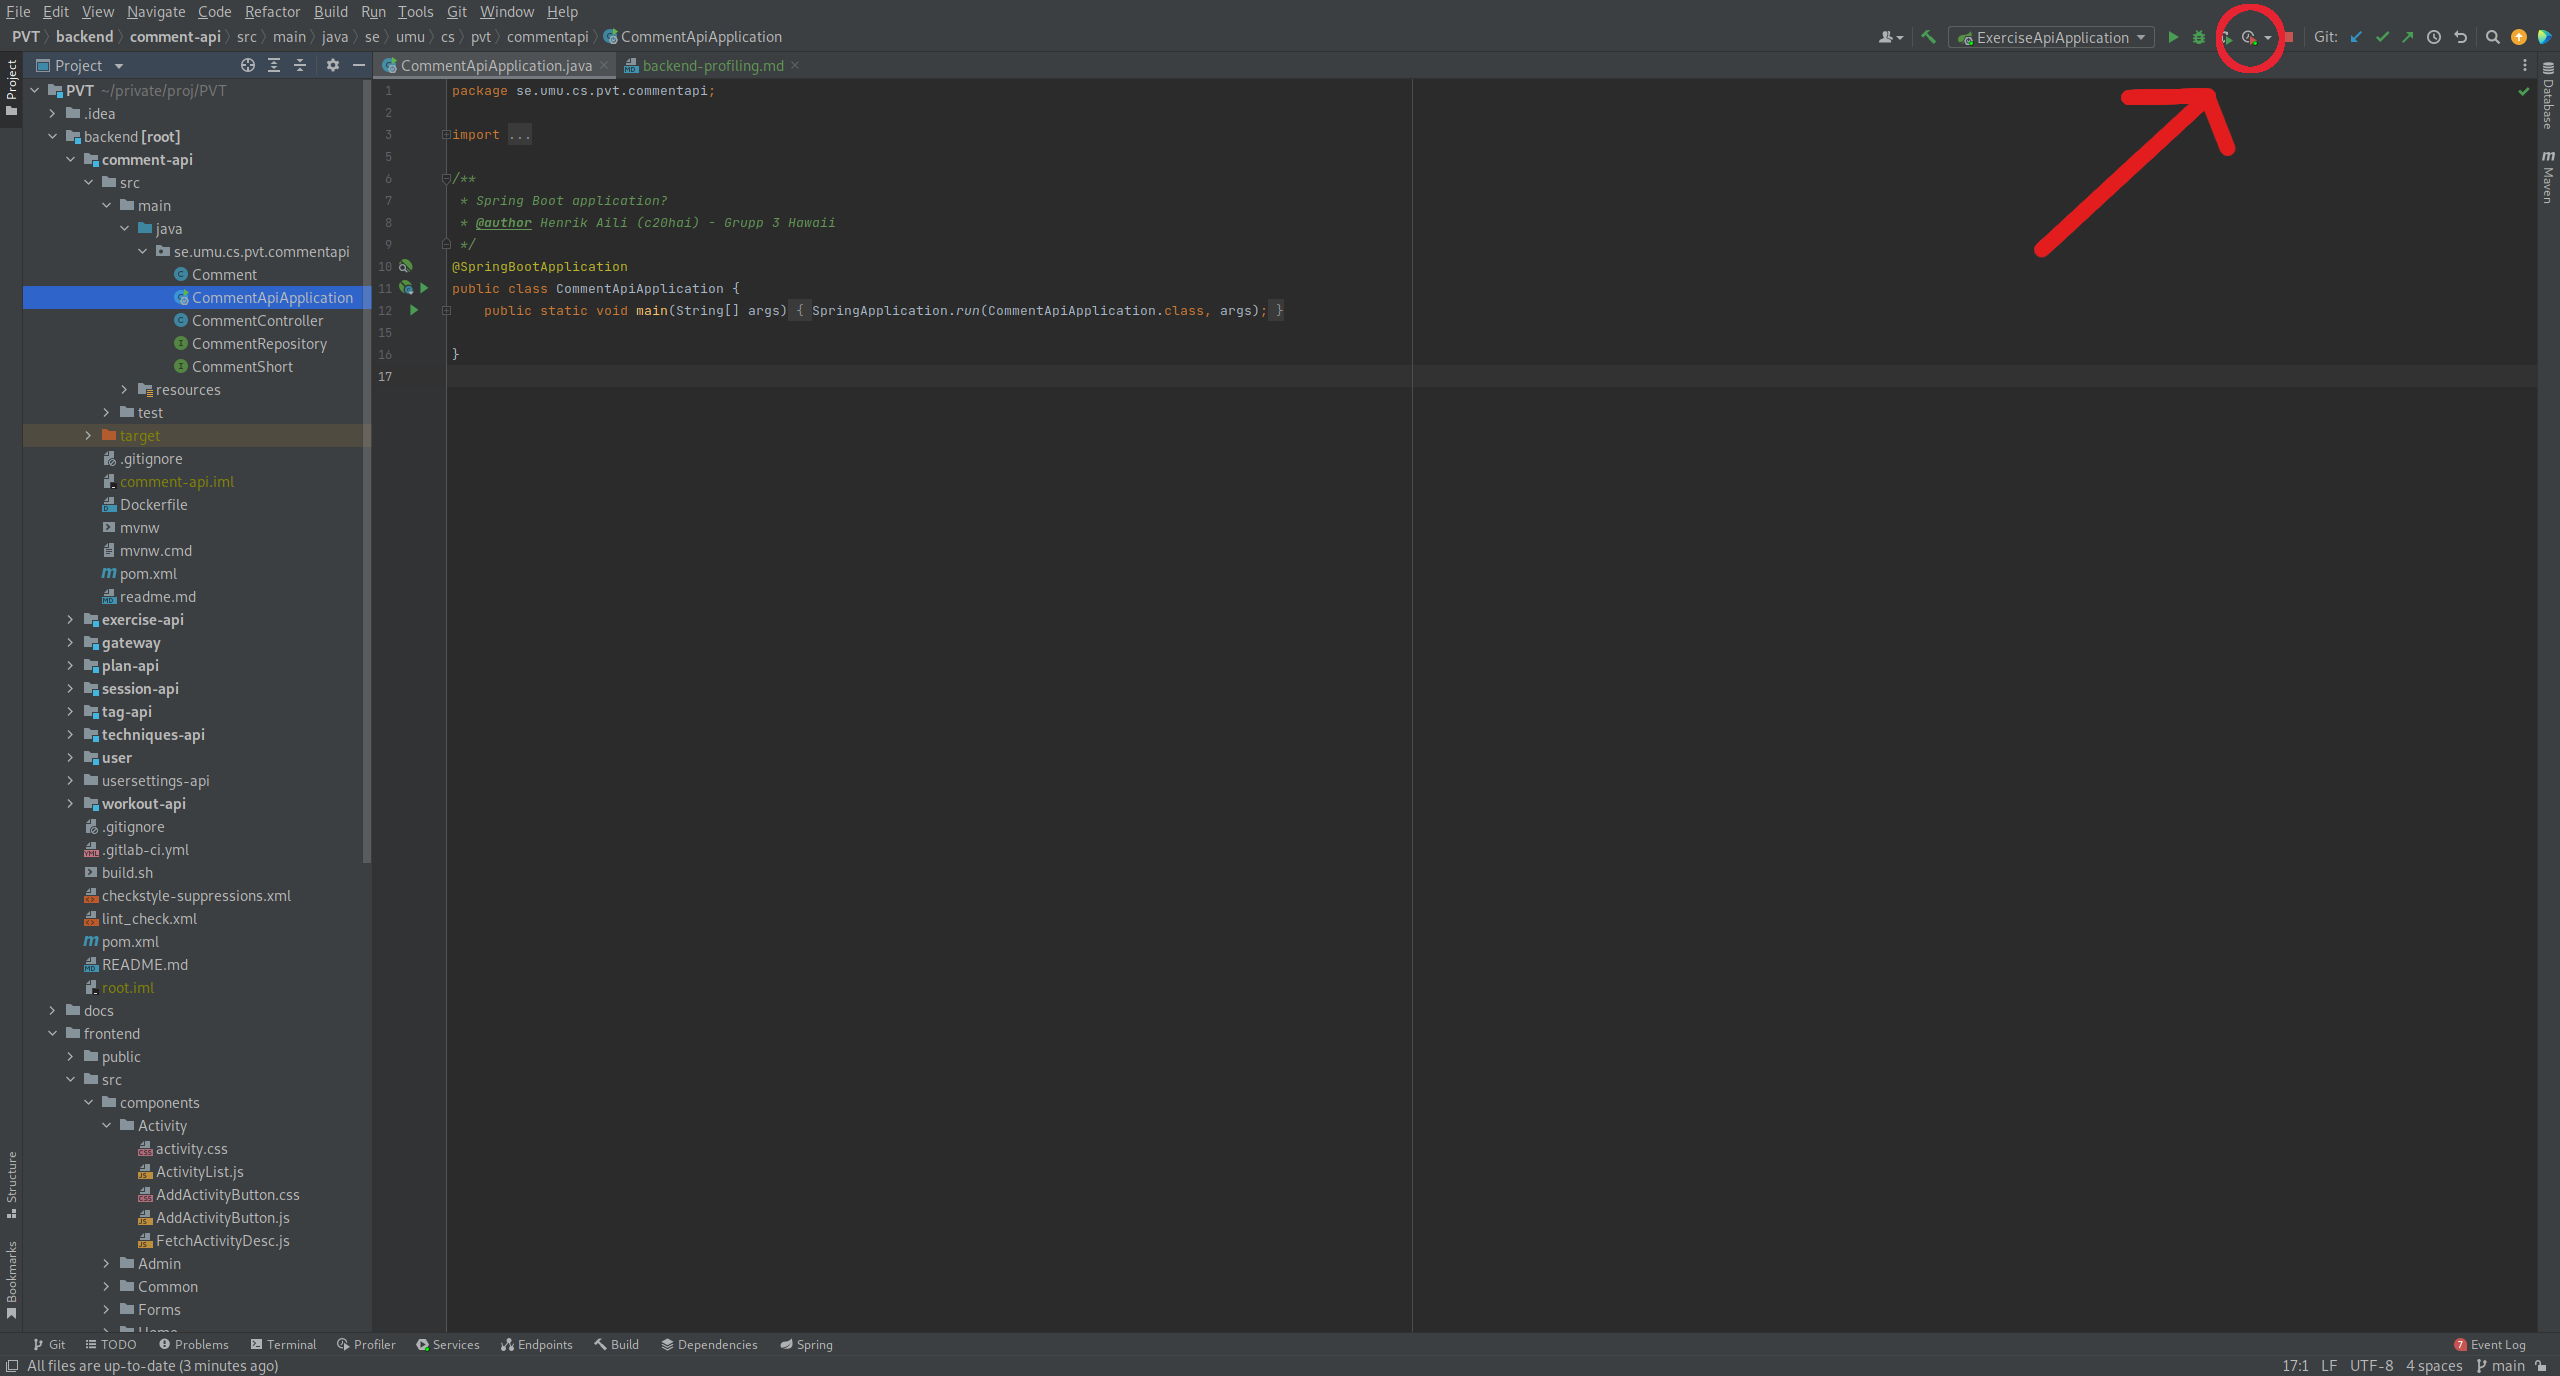 File Edit View Navigate Code Refactor Build Run Tools Git Window Help
PVT backend comment-api src main java se umu cs pvt commentapi CommentApiApplication
ExerciseApiApplication Git:
Project
CommentApiApplication.java backend-profiling.md
PVT ~/private/proj/PVT
.idea
backend [root]
comment-api
src
main
java
se.umu.cs.pvt.commentapi
Comment
CommentApiApplication
CommentController
CommentRepository
CommentShort
resources
test
target
.gitignore
comment-api.iml
Dockerfile
mvnw
mvnw.cmd
pom.xml
readme.md
exercise-api
gateway
plan-api
session-api
tag-api
techniques-api
user
usersettings-api
workout-api
.gitignore
.gitlab-ci.yml
build.sh
checkstyle-suppressions.xml
lint_check.xml
pom.xml
README.md
root.iml
docs
frontend
public
src
components
Activity
activity.css
ActivityList.js
AddActivityButton.css
AddActivityButton.js
FetchActivityDesc.js
Admin
Common
Forms
1 package se.umu.cs.pvt.commentapi;
2
3 import ...
5
6 /**
7 * Spring Boot application?
8 * @author Henrik Aili (c20hai) - Grupp 3 Hawaii
9 */
10 @SpringBootApplication
11 public class CommentApiApplication {
12 public static void main(String[] args) { SpringApplication.run(CommentApiApplication.class, args); }
15
16 }
17
Project
Structure
Bookmarks
Database
Maven
Git TODO Problems Terminal Profiler Services Endpoints Build Dependencies Spring 7 Event Log
All files are up-to-date (3 minutes ago) 17:1 LF UTF-8 4 spaces main